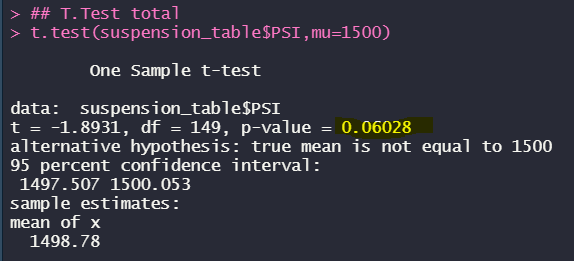 > ## T.Test total
> t.test(suspension_table$PSI,mu=1500)
One Sample t-test
data:  suspension_table$PSI
t = -1.8931, df = 149, p-value = 0.06028
alternative hypothesis: true mean is not equal to 1500
95 percent confidence interval:
1497.507 1500.053
sample estimates:
mean of x
1498.78